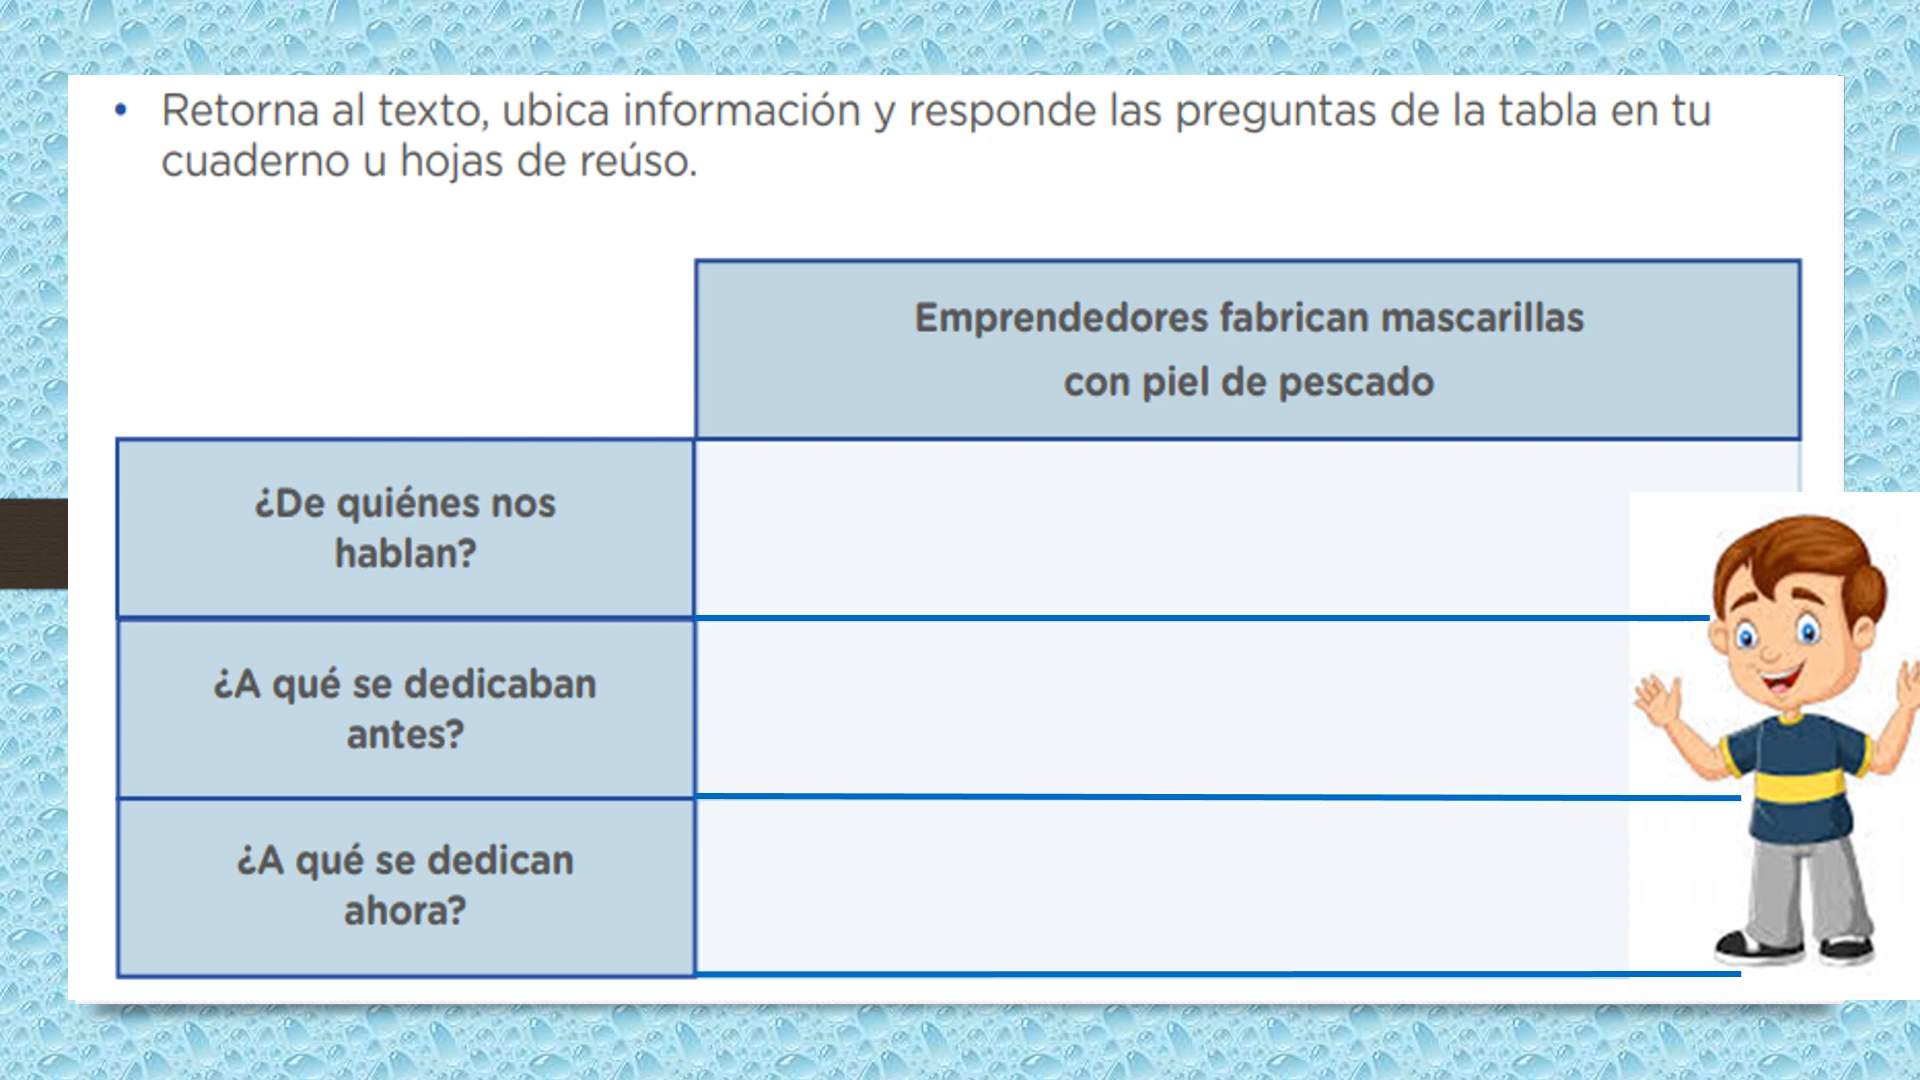 • Retorna al texto, ubica información y responde las preguntas de la tabla en tu
cuaderno u hojas de reúso.
Emprendedores fabrican mascarillas
con piel de pescado
¿De quiénes nos
hablan?
¿A qué se dedicaban
antes?
¿A qué se dedican
ahora?